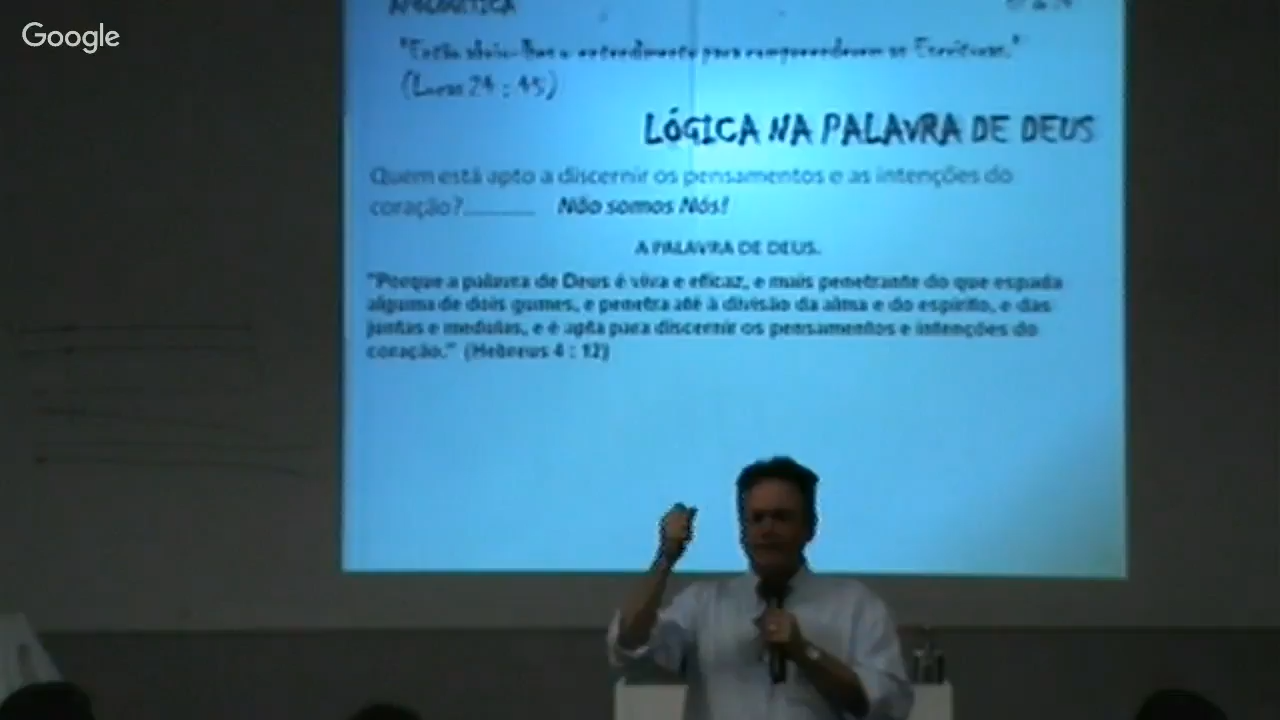 Google
APOLOGÉTICA
"Então abriu-lhes o entendimento para compreenderem as Escrituras."
(Lucas 24 : 45)
LÓGICA NA PALAVRA DE DEUS
Quem está apto a discernir os pensamentos e as intenções do
coração?_______ Não somos Nós!
A PALAVRA DE DEUS.
"Porque a palavra de Deus é viva e eficaz, e mais penetrante do que espada
alguma de dois gumes, e penetra até à divisão da alma e do espírito, e das
juntas e medulas, e é apta para discernir os pensamentos e intenções do
coração." (Hebreus 4 : 12)